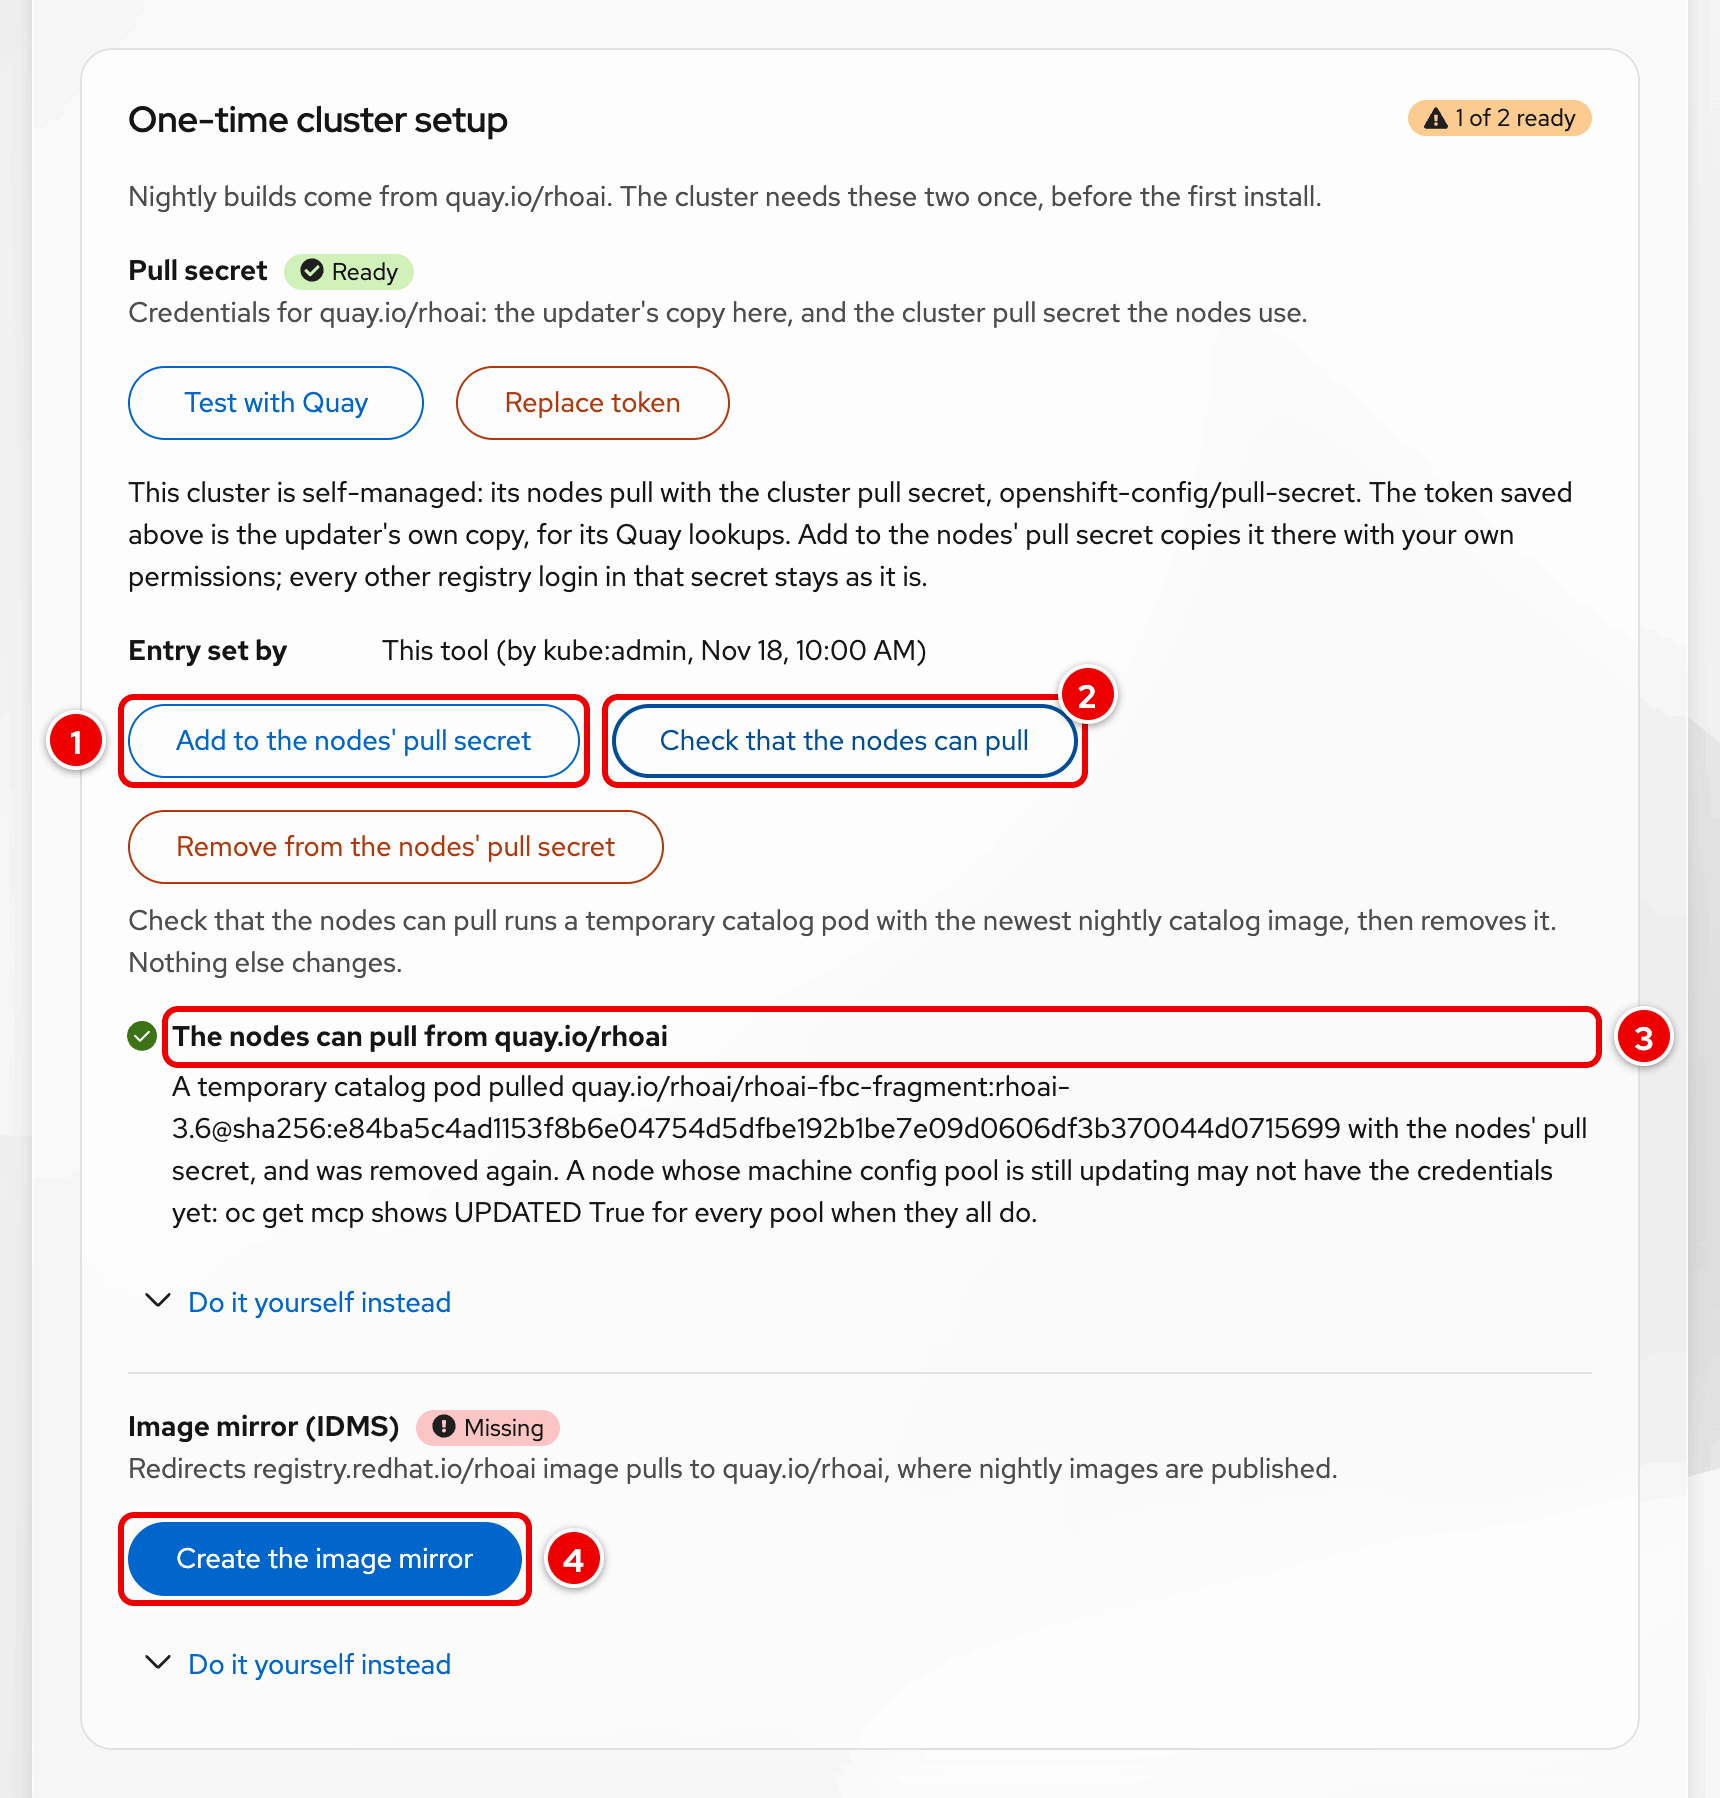 One-time cluster setup
1 of 2 ready
Nightly builds come from quay.io/rhoai. The cluster needs these two once, before the first install.
Pull secret Ready
Credentials for quay.io/rhoai: the updater's copy here, and the cluster pull secret the nodes use.
Test with Quay Replace token
This cluster is self-managed: its nodes pull with the cluster pull secret, openshift-config/pull-secret. The token saved
above is the updater's own copy, for its Quay lookups. Add to the nodes' pull secret copies it there with your own
permissions; every other registry login in that secret stays as it is.
Entry set by This tool (by kube:admin, Nov 18, 10:00 AM)
1 Add to the nodes' pull secret Check that the nodes can pull 2
Remove from the nodes' pull secret
Check that the nodes can pull runs a temporary catalog pod with the newest nightly catalog image, then removes it.
Nothing else changes.
The nodes can pull from quay.io/rhoai 3
A temporary catalog pod pulled quay.io/rhoai/rhoai-fbc-fragment:rhoai-
3.6@sha256:e84ba5c4ad1153f8b6e04754d5dfbe192b1be7e09d0606df3b370044d0715699 with the nodes' pull
secret, and was removed again. A node whose machine config pool is still updating may not have the credentials
yet: oc get mcp shows UPDATED True for every pool when they all do.
Do it yourself instead
Image mirror (IDMS) Missing
Redirects registry.redhat.io/rhoai image pulls to quay.io/rhoai, where nightly images are published.
Create the image mirror 4
Do it yourself instead